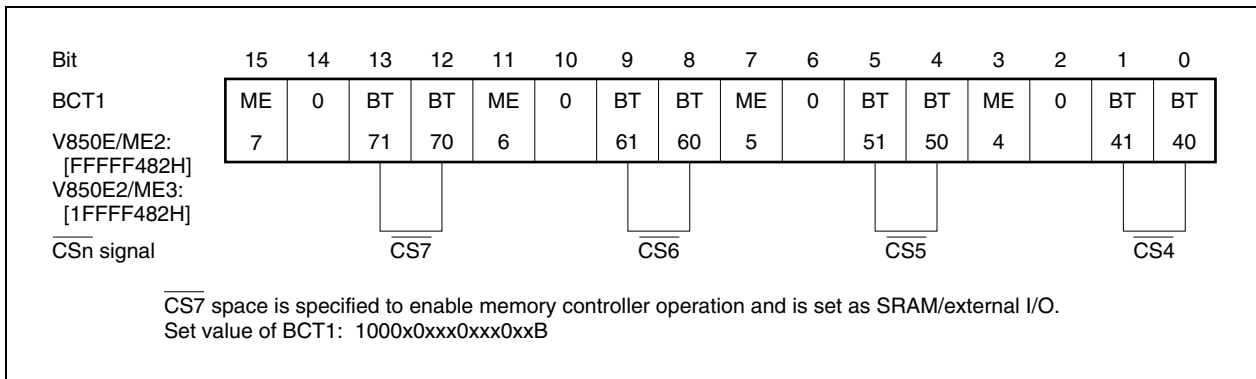 Bit 15 14 13 12 11 10 9 8 7 6 5 4 3 2 1 0
BCT1 ME 0 BT BT ME 0 BT BT ME 0 BT BT ME 0 BT BT
V850E/ME2: 7 71 70 6 61 60 5 51 50 4 41 40
[FFFFF482H]
V850E2/ME3:
[1FFFF482H]
CSn signal CS7 CS6 CS5 CS4
CS7 space is specified to enable memory controller operation and is set as SRAM/external I/O.
Set value of BCT1: 1000x0xxx0xxx0xxB